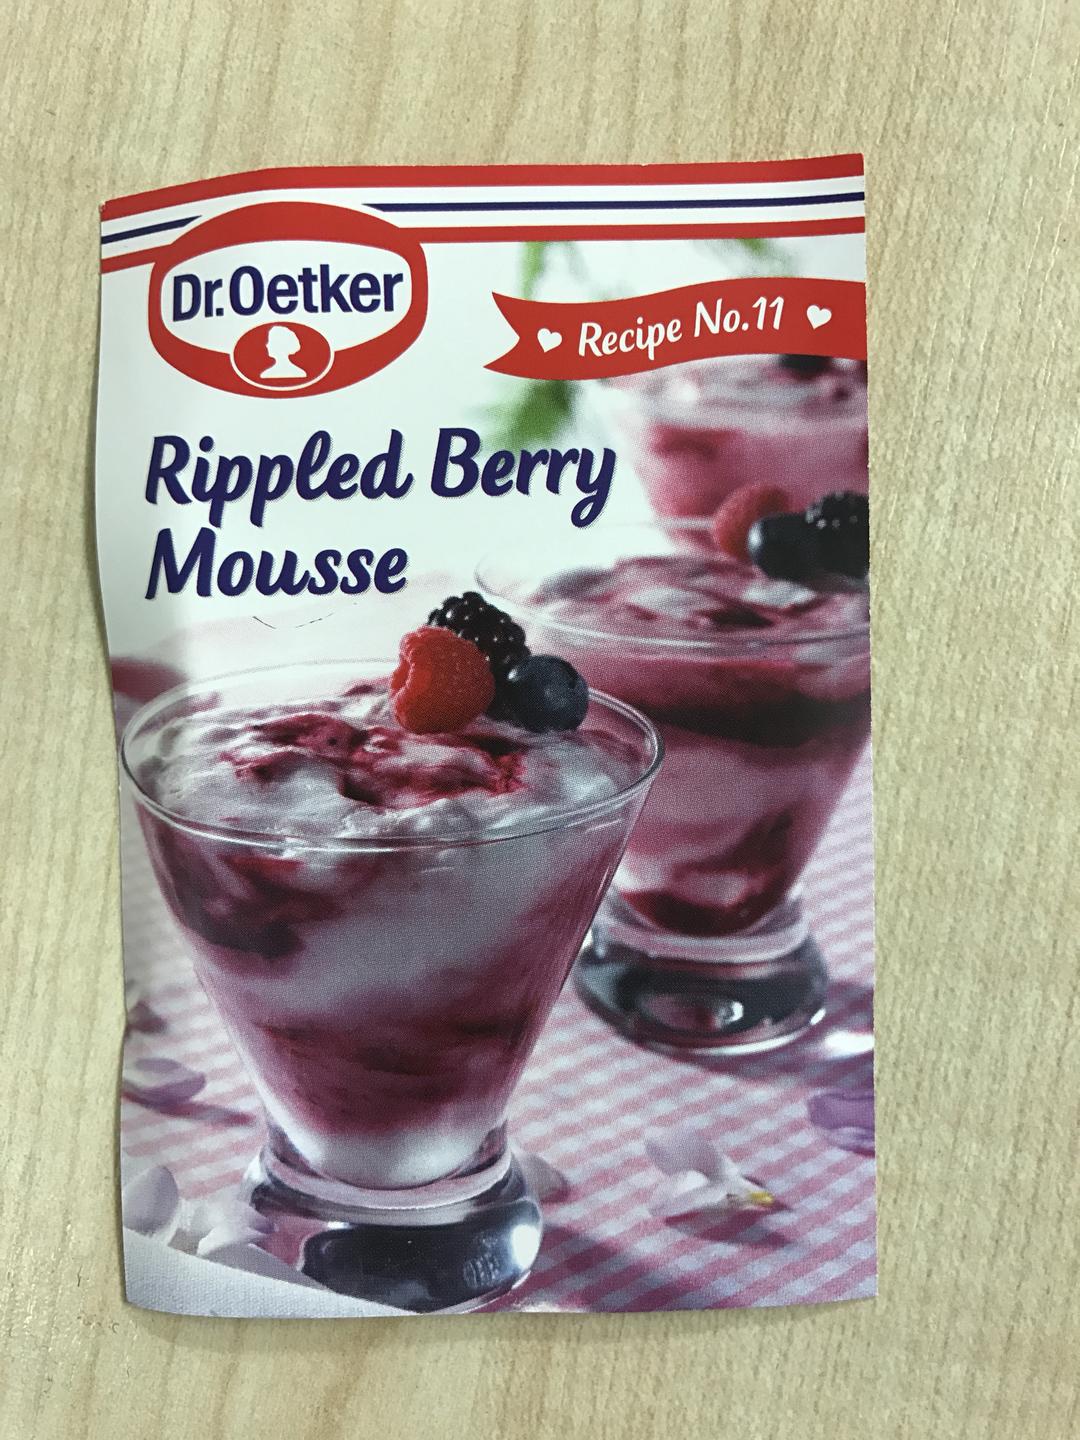 Dr.Oetker
Recipe No.11
Rippled Berry
Mousse